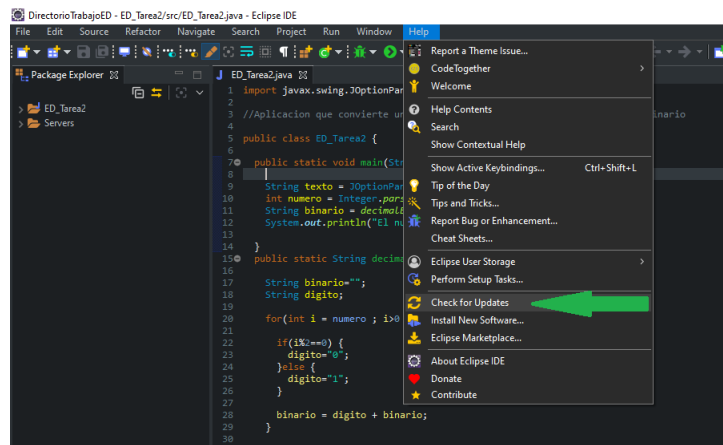 DirectorioTrabajoED - ED_Tarea2/src/ED_Tarea2.java - Eclipse IDE
File Edit Source Refactor Navigate Search Project Run Window Help
Package Explorer
ED_Tarea2
Servers
ED_Tarea2.java
1 import javax.swing.JOptionPan
2
3 //Aplicacion que convierte un inario
4
5 public class ED_Tarea2 {
6
7 public static void main(Str
8
9 String texto = JOptionPan
10 int numero = Integer.pars
11 String binario = decimalB
12 System.out.println("El nu
13
14 }
15 public static String decima
16
17 String binario="";
18 String digito;
19
20 for(int i = numero ; i>0
21
22 if(i%2==0) {
23 digito="0";
24 }else {
25 digito="1";
26 }
27
28 binario = digito + binario;
29 }
30
Report a Theme Issue...
CodeTogether
Welcome
Help Contents
Search
Show Contextual Help
Show Active Keybindings... Ctrl+Shift+L
Tip of the Day
Tips and Tricks...
Report Bug or Enhancement...
Cheat Sheets...
Eclipse User Storage
Perform Setup Tasks...
Check for Updates
Install New Software...
Eclipse Marketplace...
About Eclipse IDE
Donate
Contribute